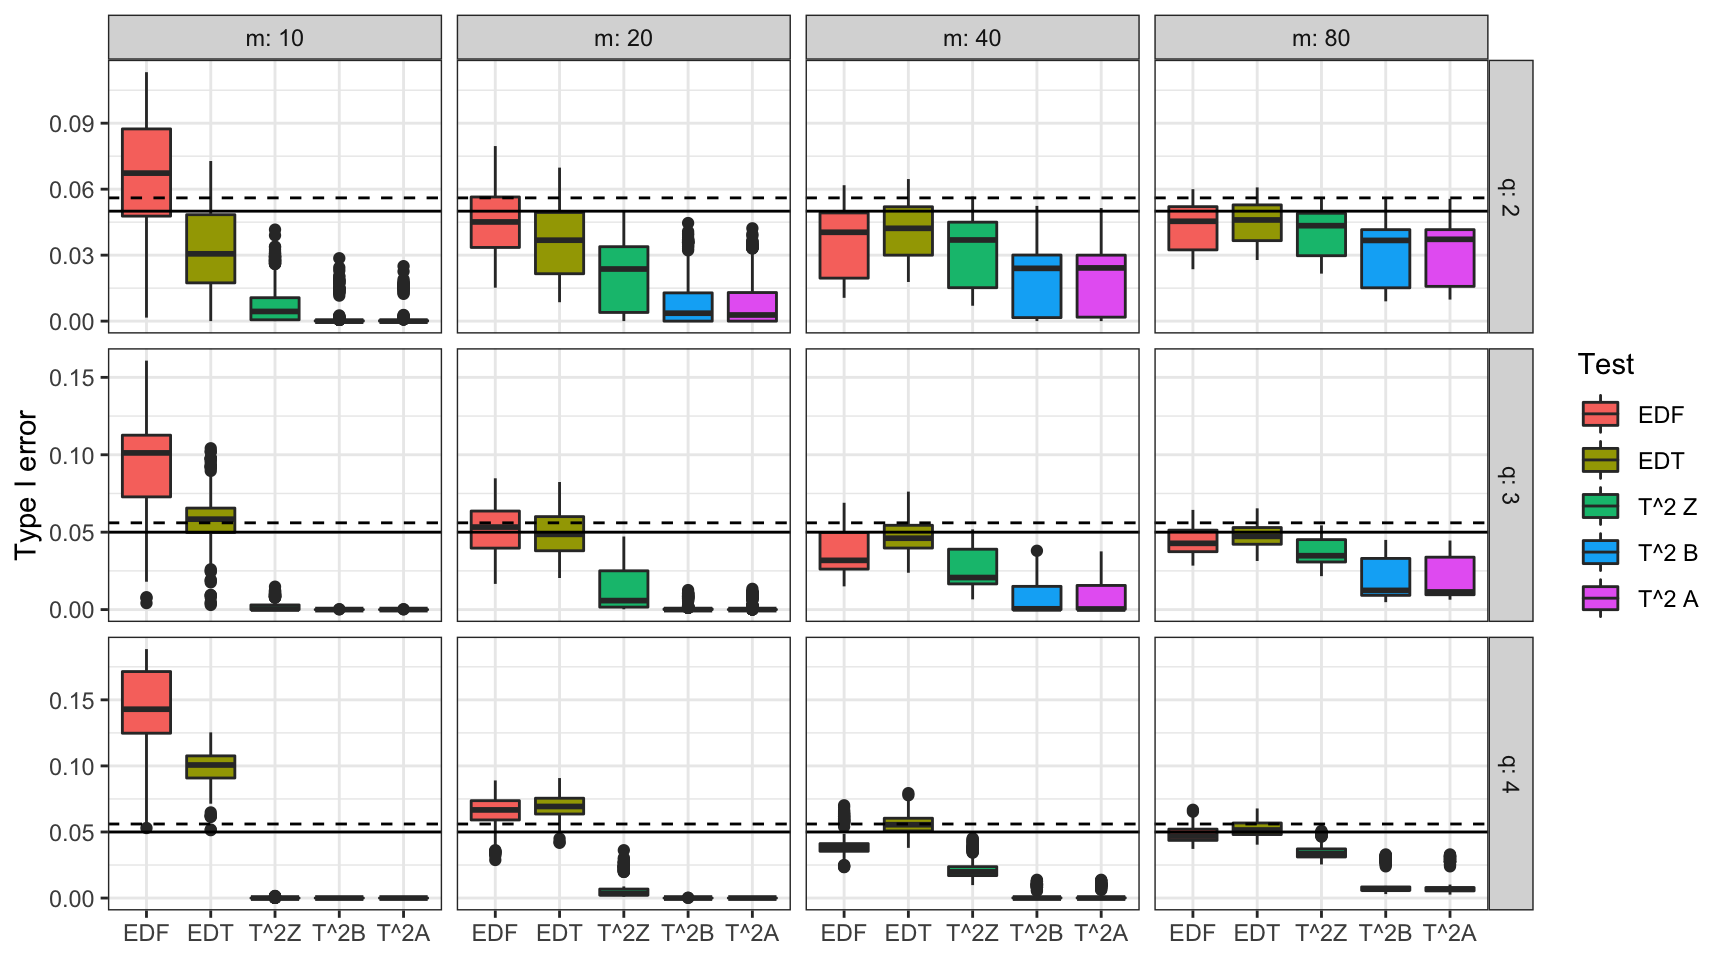 m: 10 m: 20 m: 40 m: 80
0.09
0.06
0.03
0.00
q: 2
0.15
0.10
0.05
0.00
q: 3
0.15
0.10
0.05
0.00
q: 4
Type I error
EDF EDT T^2Z T^2B T^2A EDF EDT T^2Z T^2B T^2A EDF EDT T^2Z T^2B T^2A EDF EDT T^2Z T^2B T^2A
Test
EDF
EDT
T^2 Z
T^2 B
T^2 A